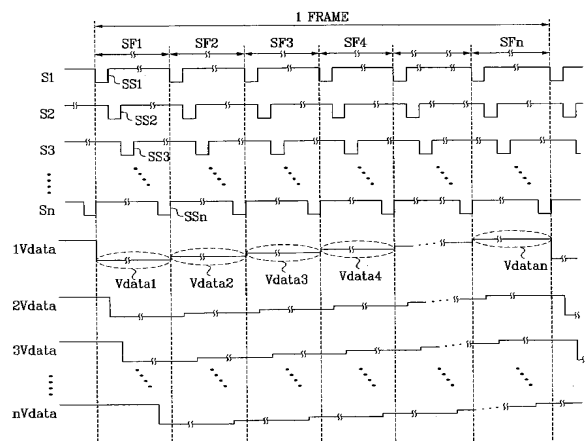 1 FRAME
SF1 SF2 SF3 SF4 SFn
S1
SS1
S2
SS2
S3
SS3
Sn
SSn
1Vdata
Vdata1 Vdata2 Vdata3 Vdata4 Vdatan
2Vdata
3Vdata
nVdata